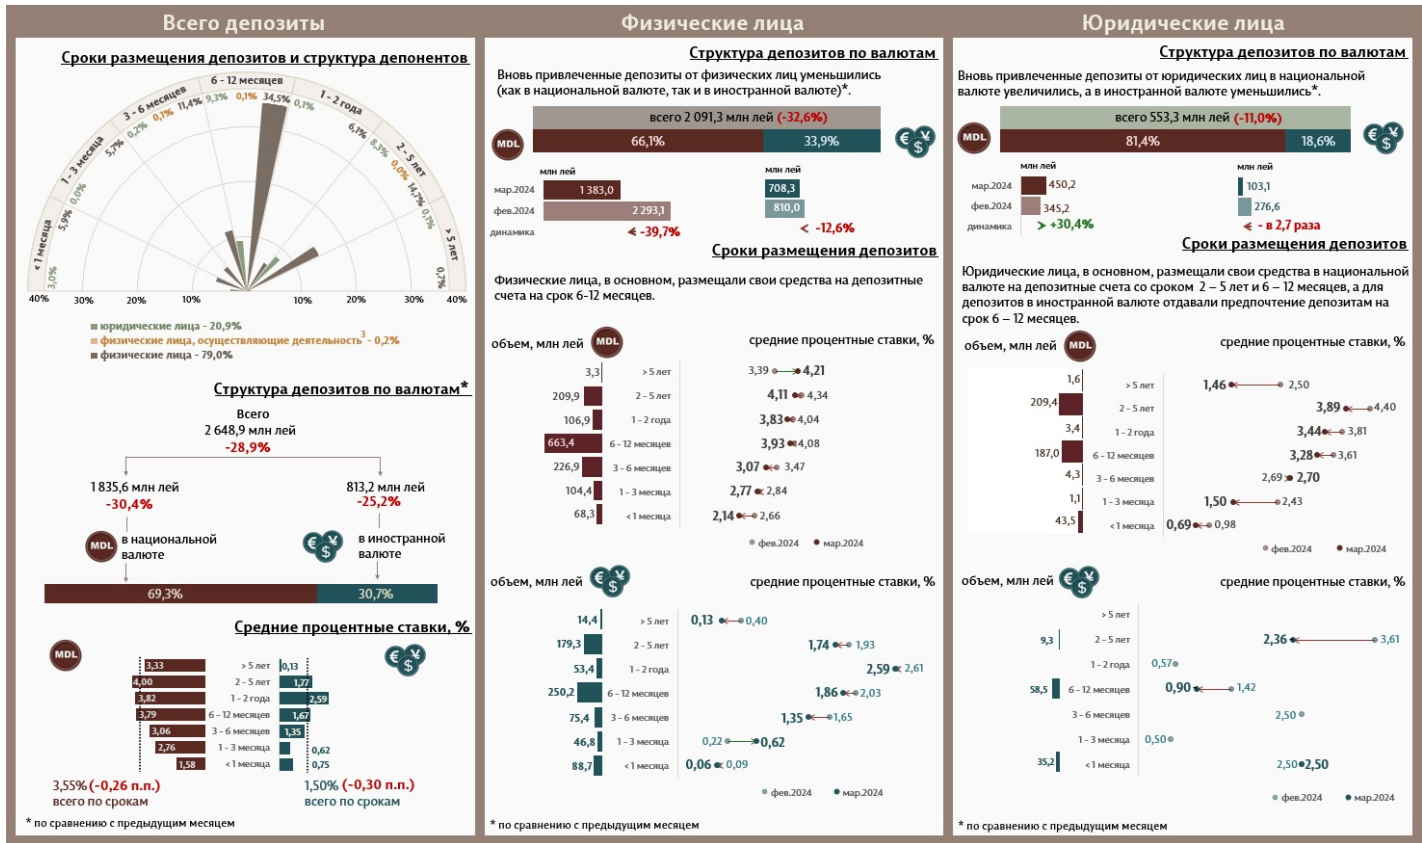 Всего депозиты
Сроки размещения депозитов и структура депонентов
6 - 12 месяцев
3 - 6 месяцев
1 - 2 года
1 - 3 месяца
2 - 5 лет
< 1 месяца
> 5 лет
3,0%
5,9%
0,0%
5,7%
0,2%
0,1%
11,4%
9,3%
0,1%
34,5%
0,1%
6,1%
8,3%
0,0%
14,7%
0,1%
0,7%
40% 30% 20% 10% 10% 20% 30% 40%
юридические лица - 20,9%
физические лица, осуществляющие деятельность3 - 0,2%
физические лица - 79,0%
Структура депозитов по валютам*
Всего
2 648,9 млн лей
-28,9%
1 835,6 млн лей 813,2 млн лей
-30,4% -25,2%
MDL в национальной валюте
€ ¥ $ в иностранной валюте
69,3% 30,7%
Средние процентные ставки, %
MDL € ¥ $
3,33 > 5 лет 0,13
4,00 2 - 5 лет 1,77
3,82 1 - 2 года 2,59
3,79 6 - 12 месяцев 1,67
3,06 3 - 6 месяцев 1,35
2,76 1 - 3 месяца 0,62
1,58 < 1 месяца 0,75
3,55% (-0,26 п.п.) 1,50% (-0,30 п.п.)
всего по срокам всего по срокам
* по сравнению с предыдущим месяцем
Физические лица
Структура депозитов по валютам
Вновь привлеченные депозиты от физических лиц уменьшились
(как в национальной валюте, так и в иностранной валюте)*.
всего 2 091,3 млн лей (-32,6%)
MDL 66,1% 33,9% € ¥ $
млн лей млн лей
мар.2024 1 383,0 708,3
фев.2024 2 293,1 810,0
динамика < -39,7% < -12,6%
Сроки размещения депозитов
Физические лица, в основном, размещали свои средства на депозитные
счета на срок 6-12 месяцев.
объем, млн лей MDL средние процентные ставки, %
3,3 > 5 лет 3,39 4,21
209,9 2 - 5 лет 4,11 4,34
106,9 1 - 2 года 3,83 4,04
663,4 6 - 12 месяцев 3,93 4,08
226,9 3 - 6 месяцев 3,07 3,47
104,4 1 - 3 месяца 2,77 2,84
68,3 < 1 месяца 2,14 2,66
фев.2024 мар.2024
объем, млн лей € ¥ $ средние процентные ставки, %
14,4 > 5 лет 0,13 0,40
179,3 2 - 5 лет 1,74 1,93
53,4 1 - 2 года 2,59 2,61
250,2 6 - 12 месяцев 1,86 2,03
75,4 3 - 6 месяцев 1,35 1,65
46,8 1 - 3 месяца 0,22 0,62
88,7 < 1 месяца 0,06 0,09
фев.2024 мар.2024
* по сравнению с предыдущим месяцем
Юридические лица
Структура депозитов по валютам
Вновь привлеченные депозиты от юридических лиц в национальной
валюте увеличились, а в иностранной валюте уменьшились*.
всего 553,3 млн лей (-11,0%)
MDL 81,4% 18,6% € ¥ $
млн лей млн лей
мар.2024 450,2 103,1
фев.2024 345,2 276,6
динамика > +30,4% < - в 2,7 раза
Сроки размещения депозитов
Юридические лица, в основном, размещали свои средства в национальной
валюте на депозитные счета со сроком 2 – 5 лет и 6 – 12 месяцев, а для
депозитов в иностранной валюте отдавали предпочтение депозитам на
срок 6 – 12 месяцев.
объем, млн лей MDL средние процентные ставки, %
1,6 > 5 лет 1,46 2,50
209,4 2 - 5 лет 3,89 4,40
3,4 1 - 2 года 3,44 3,81
187,0 6 - 12 месяцев 3,28 3,61
4,3 3 - 6 месяцев 2,69 2,70
1,1 1 - 3 месяца 1,50 2,43
43,5 < 1 месяца 0,69 0,98
фев.2024 мар.2024
объем, млн лей € ¥ $ средние процентные ставки, %
> 5 лет
9,3 2 - 5 лет 2,36 3,61
1 - 2 года 0,57
58,5 6 - 12 месяцев 0,90 1,42
3 - 6 месяцев 2,50
1 - 3 месяца 0,50
35,2 < 1 месяца 2,50 2,50
фев.2024 мар.2024
* по сравнению с предыдущим месяцем